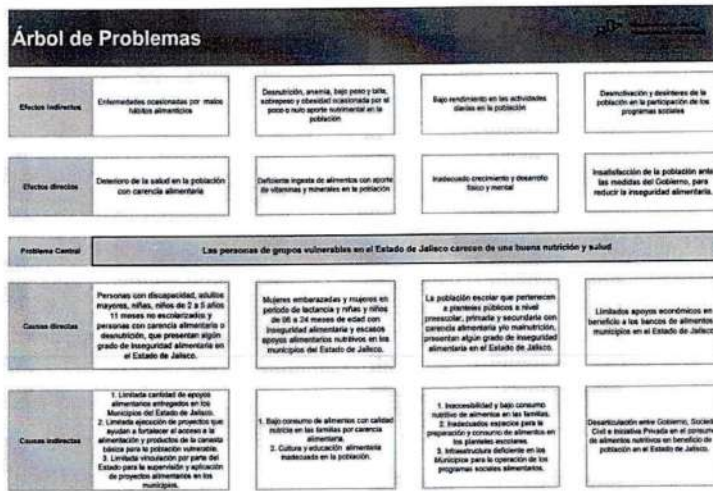 Árbol de Problemas
Efectos Indirectos
Enfermedades ocasionadas por malos
hábitos alimenticios
Desnutrición, anemia, bajo peso y talla,
sobrepeso y obesidad ocasionada por el
poco o nulo aporte nutrimental en la
población
Bajo rendimiento en las actividades
diarias en la población
Desmotivación y desinterés de la
población en la participación de los
programas sociales
Efectos directos
Deterioro de la salud en la población
con carencia alimentaria
Deficiente ingesta de alimentos con aporte
de vitaminas y minerales en la población
Inadecuado crecimiento y desarrollo
físico y mental
Insatisfacción de la población ante
las medidas del Gobierno, para
reducir la inseguridad alimentaria.
Problema Central
Las personas de grupos vulnerables en el Estado de Jalisco carecen de una buena nutrición y salud
Causas directas
Personas con discapacidad, adultos
mayores, niñas, niños de 2 a 5 años
11 meses no escolarizados y
personas con carencia alimentaria o
desnutrición, que presentan algún
grado de inseguridad alimentaria en
el Estado de Jalisco.
Mujeres embarazadas y mujeres en
periodo de lactancia y niñas y niños
de 06 a 24 meses de edad con
inseguridad alimentaria y escasos
apoyos alimentarios nutritivos en los
municipios del Estado de Jalisco.
La población escolar que pertenecen
a planteles públicos a nivel
preescolar, primaria y secundaria con
carencia alimentaria y/o malnutrición,
presentan algún grado de inseguridad
alimentaria en el Estado de Jalisco.
Limitados apoyos económicos en
beneficio a los bancos de alimentos
municipios en el Estado de Jalisco.
Causas indirectas
1. Limitada cantidad de apoyos
alimentarios entregados en los
Municipios del Estado de Jalisco.
2. Limitada ejecución de proyectos que
ayudan a fortalecer el acceso a la
alimentación y productos de la canasta
básica para la población vulnerable.
3. Limitada vinculación por parte del
Estado para la supervisión y aplicación
de proyectos alimentarios en los
municipios.
1. Bajo consumo de alimentos con calidad
nutricia en las familias por carencia
alimentaria.
2. Cultura y educación alimentaria
inadecuada en la población.
1. Inaccesibilidad y bajo consumo
nutritivo de alimentos en las familias.
2. Inadecuados espacios para la
preparación y consumo de alimentos en
los planteles escolares.
3. Infraestructura deficiente en los
Municipios para la operación de los
programas sociales alimentarios.
Desarticulación entre Gobierno, Socied
Civil e Iniciativa Privada en el consumo
de alimentos nutritivos en beneficio de
población en el Estado de Jalisco.